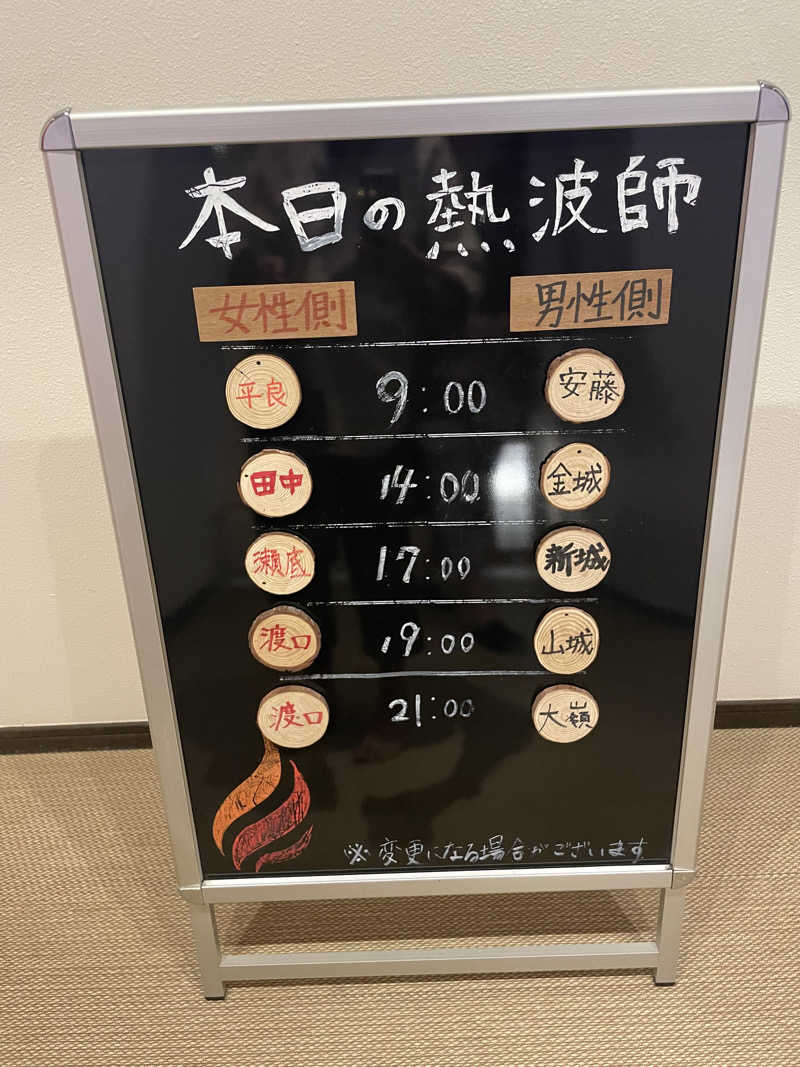 本日の熱波師
女性側 男性側
平良 9:00 安藤
田中 14:00 金城
瀬底 17:00 新城
渡口 19:00 山城
渡口 21:00 大嶺
※変更になる場合がございます